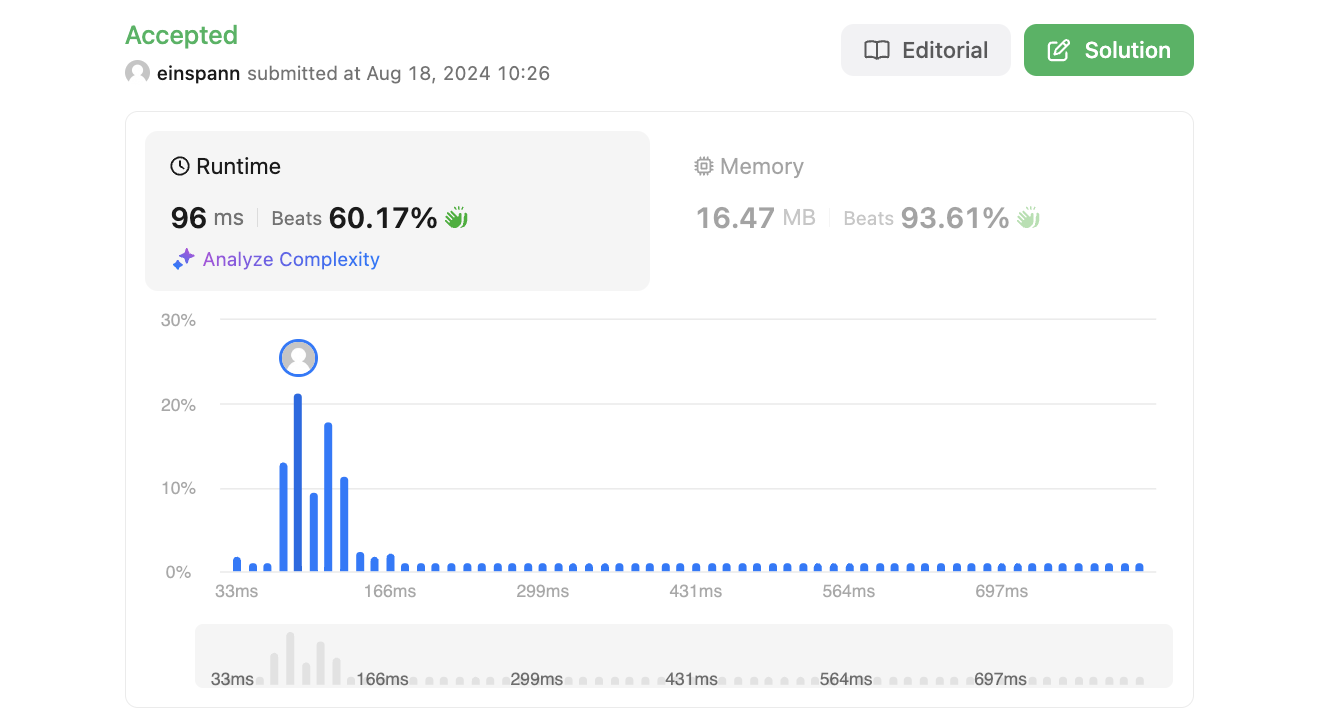 Accepted
einspann submitted at Aug 18, 2024 10:26
Editorial
Solution
Runtime
96 ms Beats 60.17%
Analyze Complexity
Memory
16.47 MB Beats 93.61%
30%
20%
10%
0%
33ms 166ms 299ms 431ms 564ms 697ms
33ms 166ms 299ms 431ms 564ms 697ms